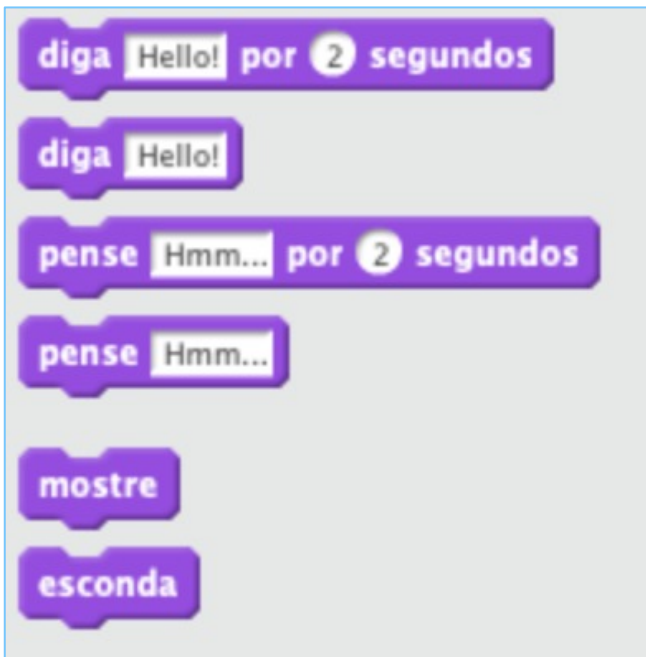 diga Hello! por 2 segundos
diga Hello!
pense Hmm... por 2 segundos
pense Hmm...
mostre
esconda